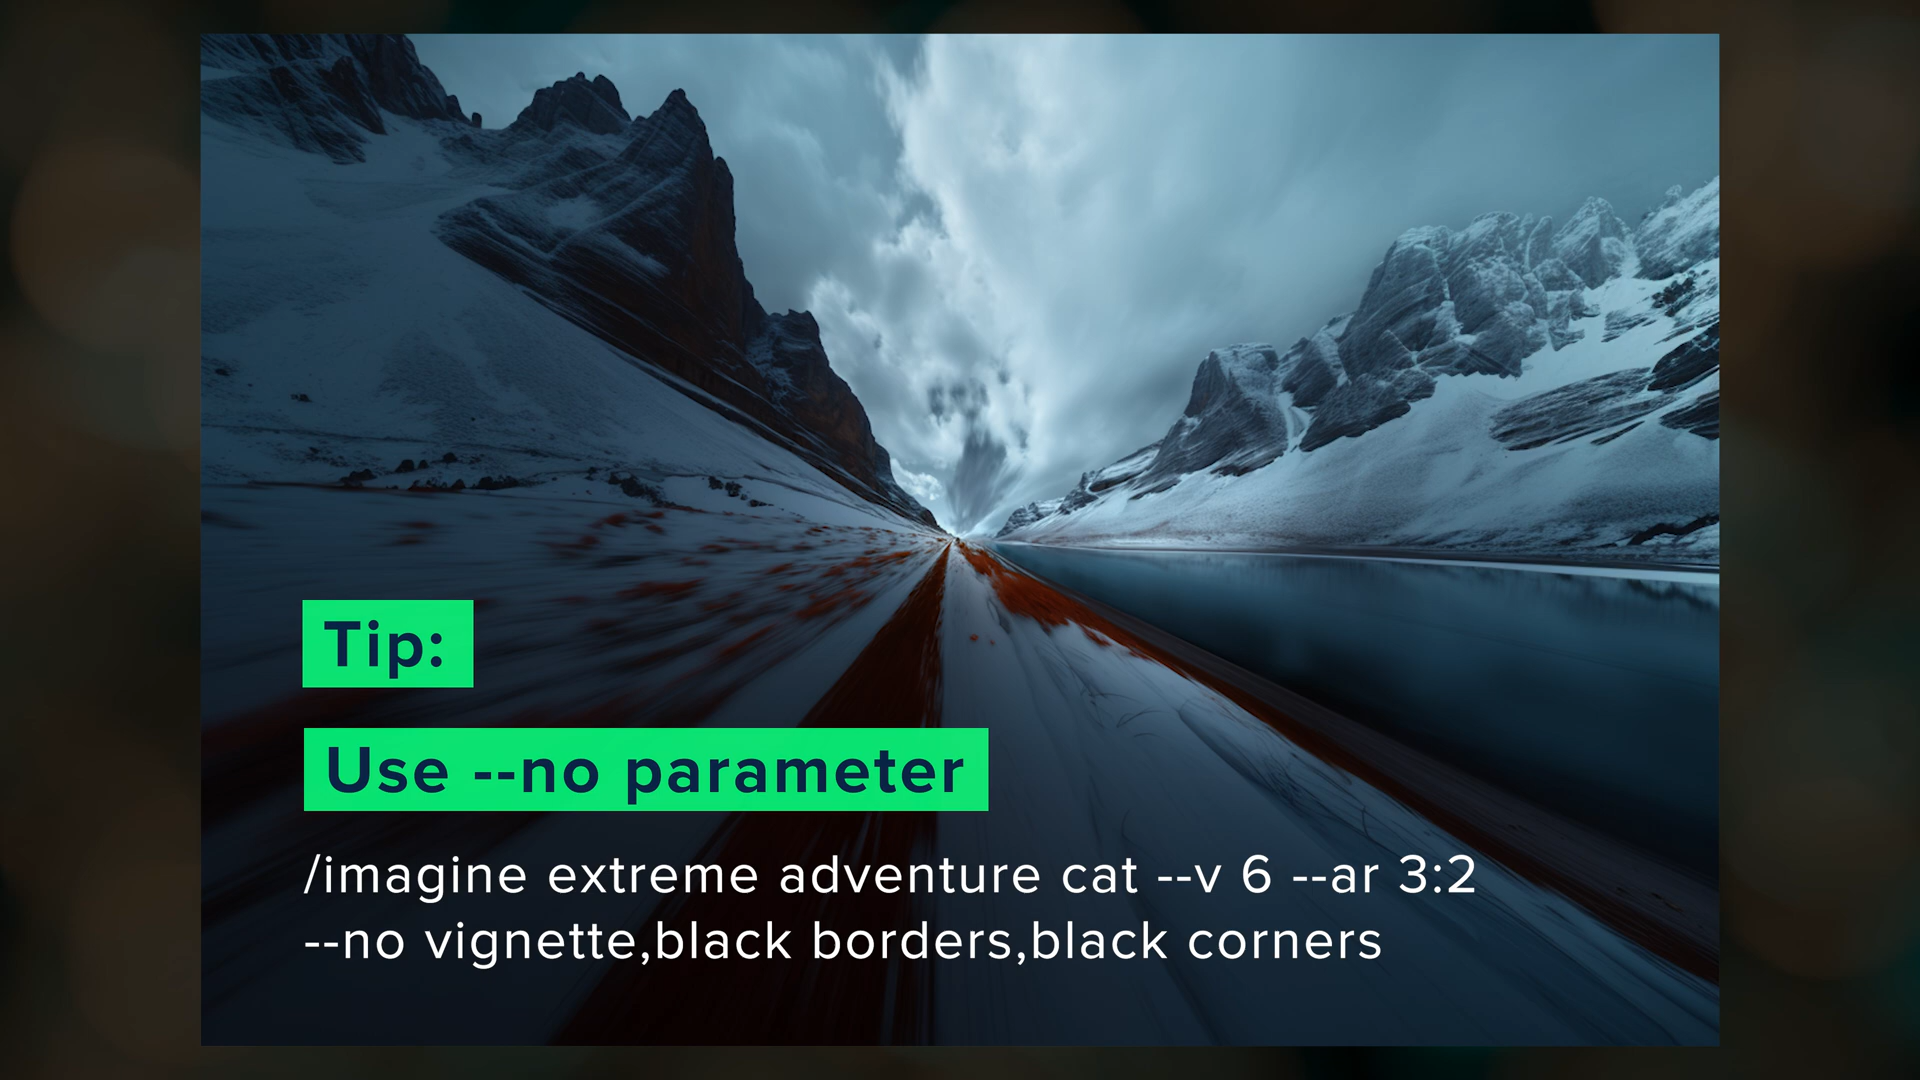 Tip:
Use --no parameter
/imagine extreme adventure cat --v 6 --ar 3:2
--no vignette,black borders,black corners